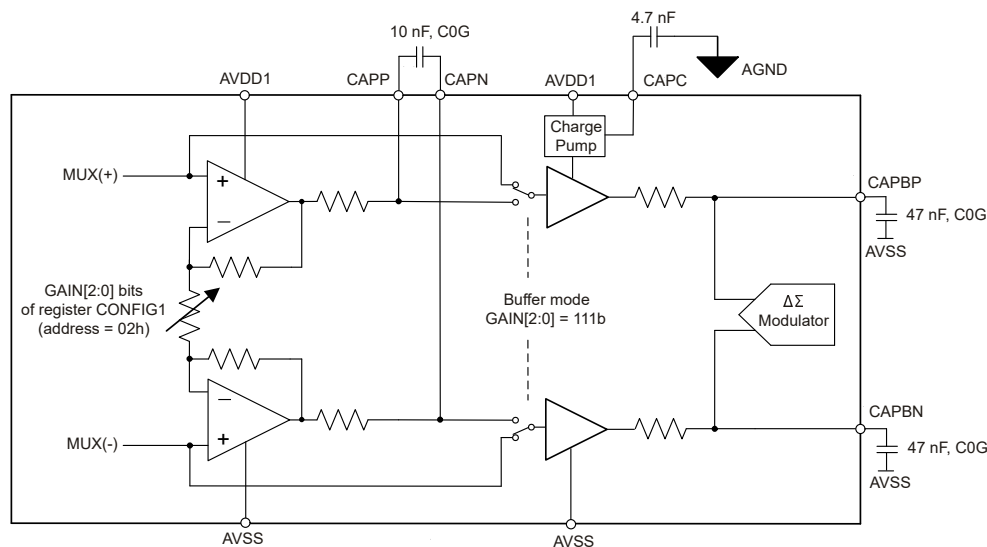 4.7 nF
10 nF, C0G
AGND
AVDD1
CAPP
CAPN
AVDD1
CAPC
Charge
Pump
MUX(+)
+
−
CAPBP
47 nF, C0G
AVSS
GAIN[2:0] bits
of register CONFIG1
(address = 02h)
Buffer mode
GAIN[2:0] = 111b
ΔΣ
Modulator
−
+
MUX(-)
CAPBN
47 nF, C0G
AVSS
AVSS
AVSS